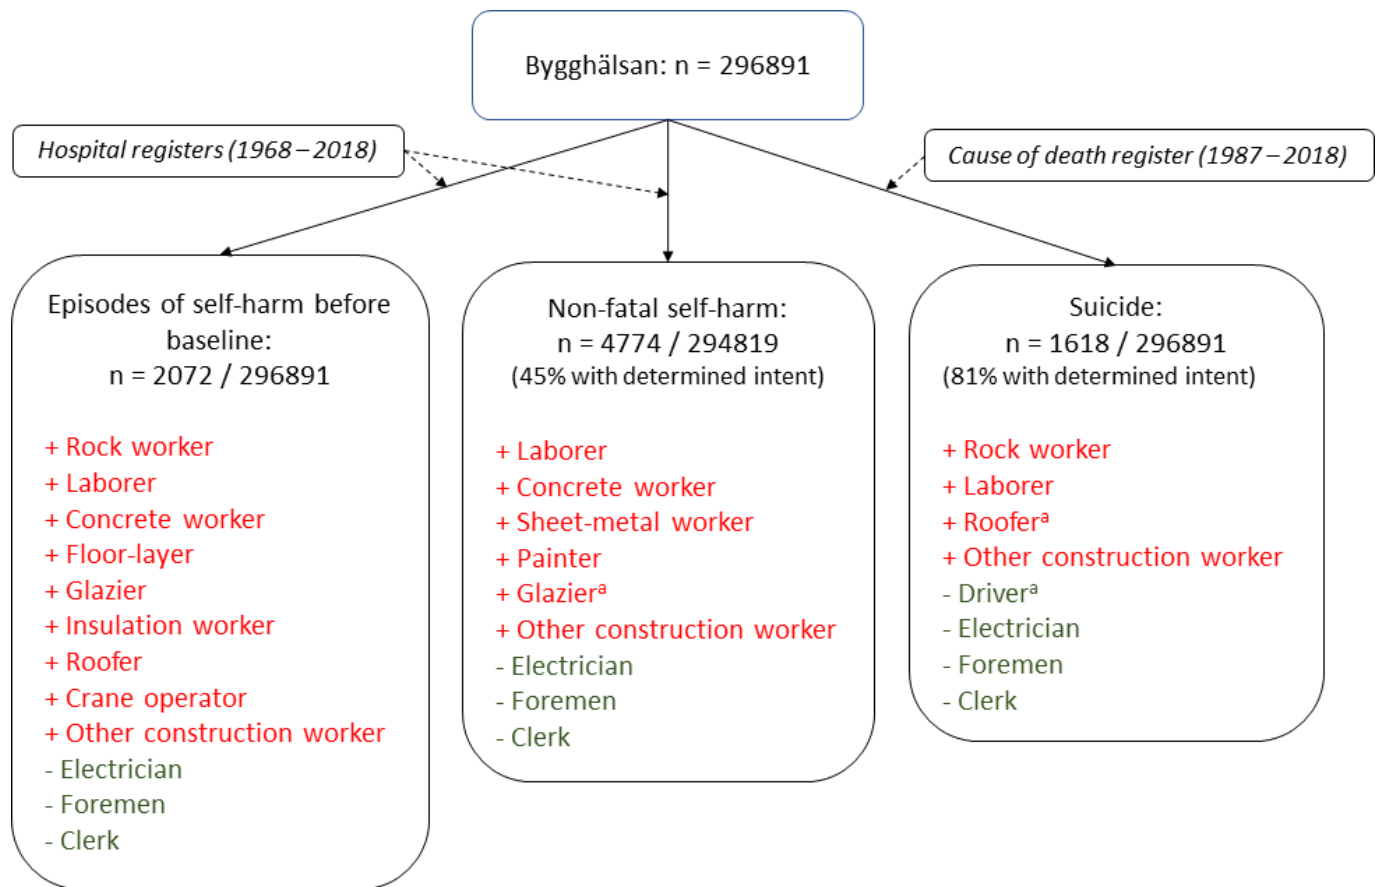 Bygghälsan: n = 296891
Hospital registers (1968 – 2018)
Cause of death register (1987 – 2018)
Episodes of self-harm before
baseline:
n = 2072 / 296891
+ Rock worker
+ Laborer
+ Concrete worker
+ Floor-layer
+ Glazier
+ Insulation worker
+ Roofer
+ Crane operator
+ Other construction worker
- Electrician
- Foremen
- Clerk
Non-fatal self-harm:
n = 4774 / 294819
(45% with determined intent)
+ Laborer
+ Concrete worker
+ Sheet-metal worker
+ Painter
+ Glazierᵃ
+ Other construction worker
- Electrician
- Foremen
- Clerk
Suicide:
n = 1618 / 296891
(81% with determined intent)
+ Rock worker
+ Laborer
+ Rooferᵃ
+ Other construction worker
- Driverᵃ
- Electrician
- Foremen
- Clerk